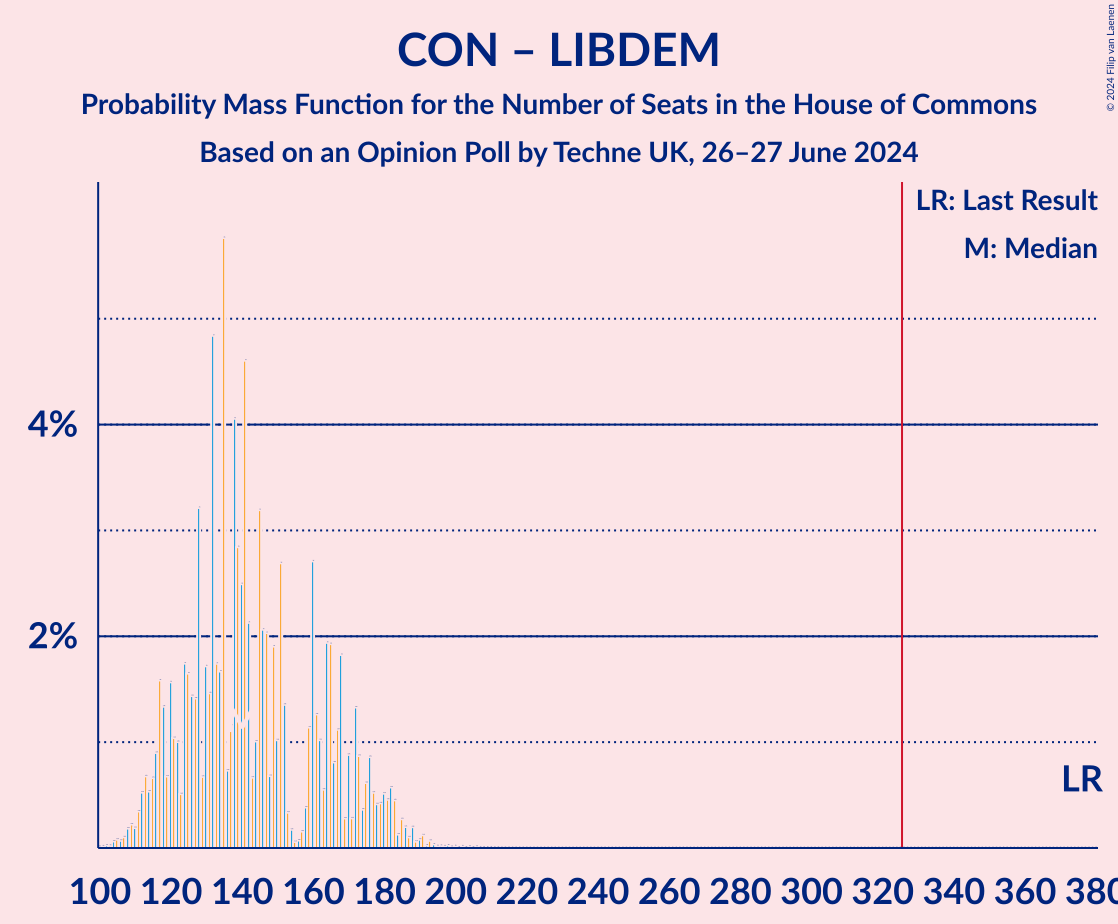 CON – LIBDEM
Probability Mass Function for the Number of Seats in the House of Commons
Based on an Opinion Poll by Techne UK, 26–27 June 2024
© 2024 Filip van Laenen
LR: Last Result
M: Median
4%
2%
LR
100 120 140 160 180 200 220 240 260 280 300 320 340 360 380